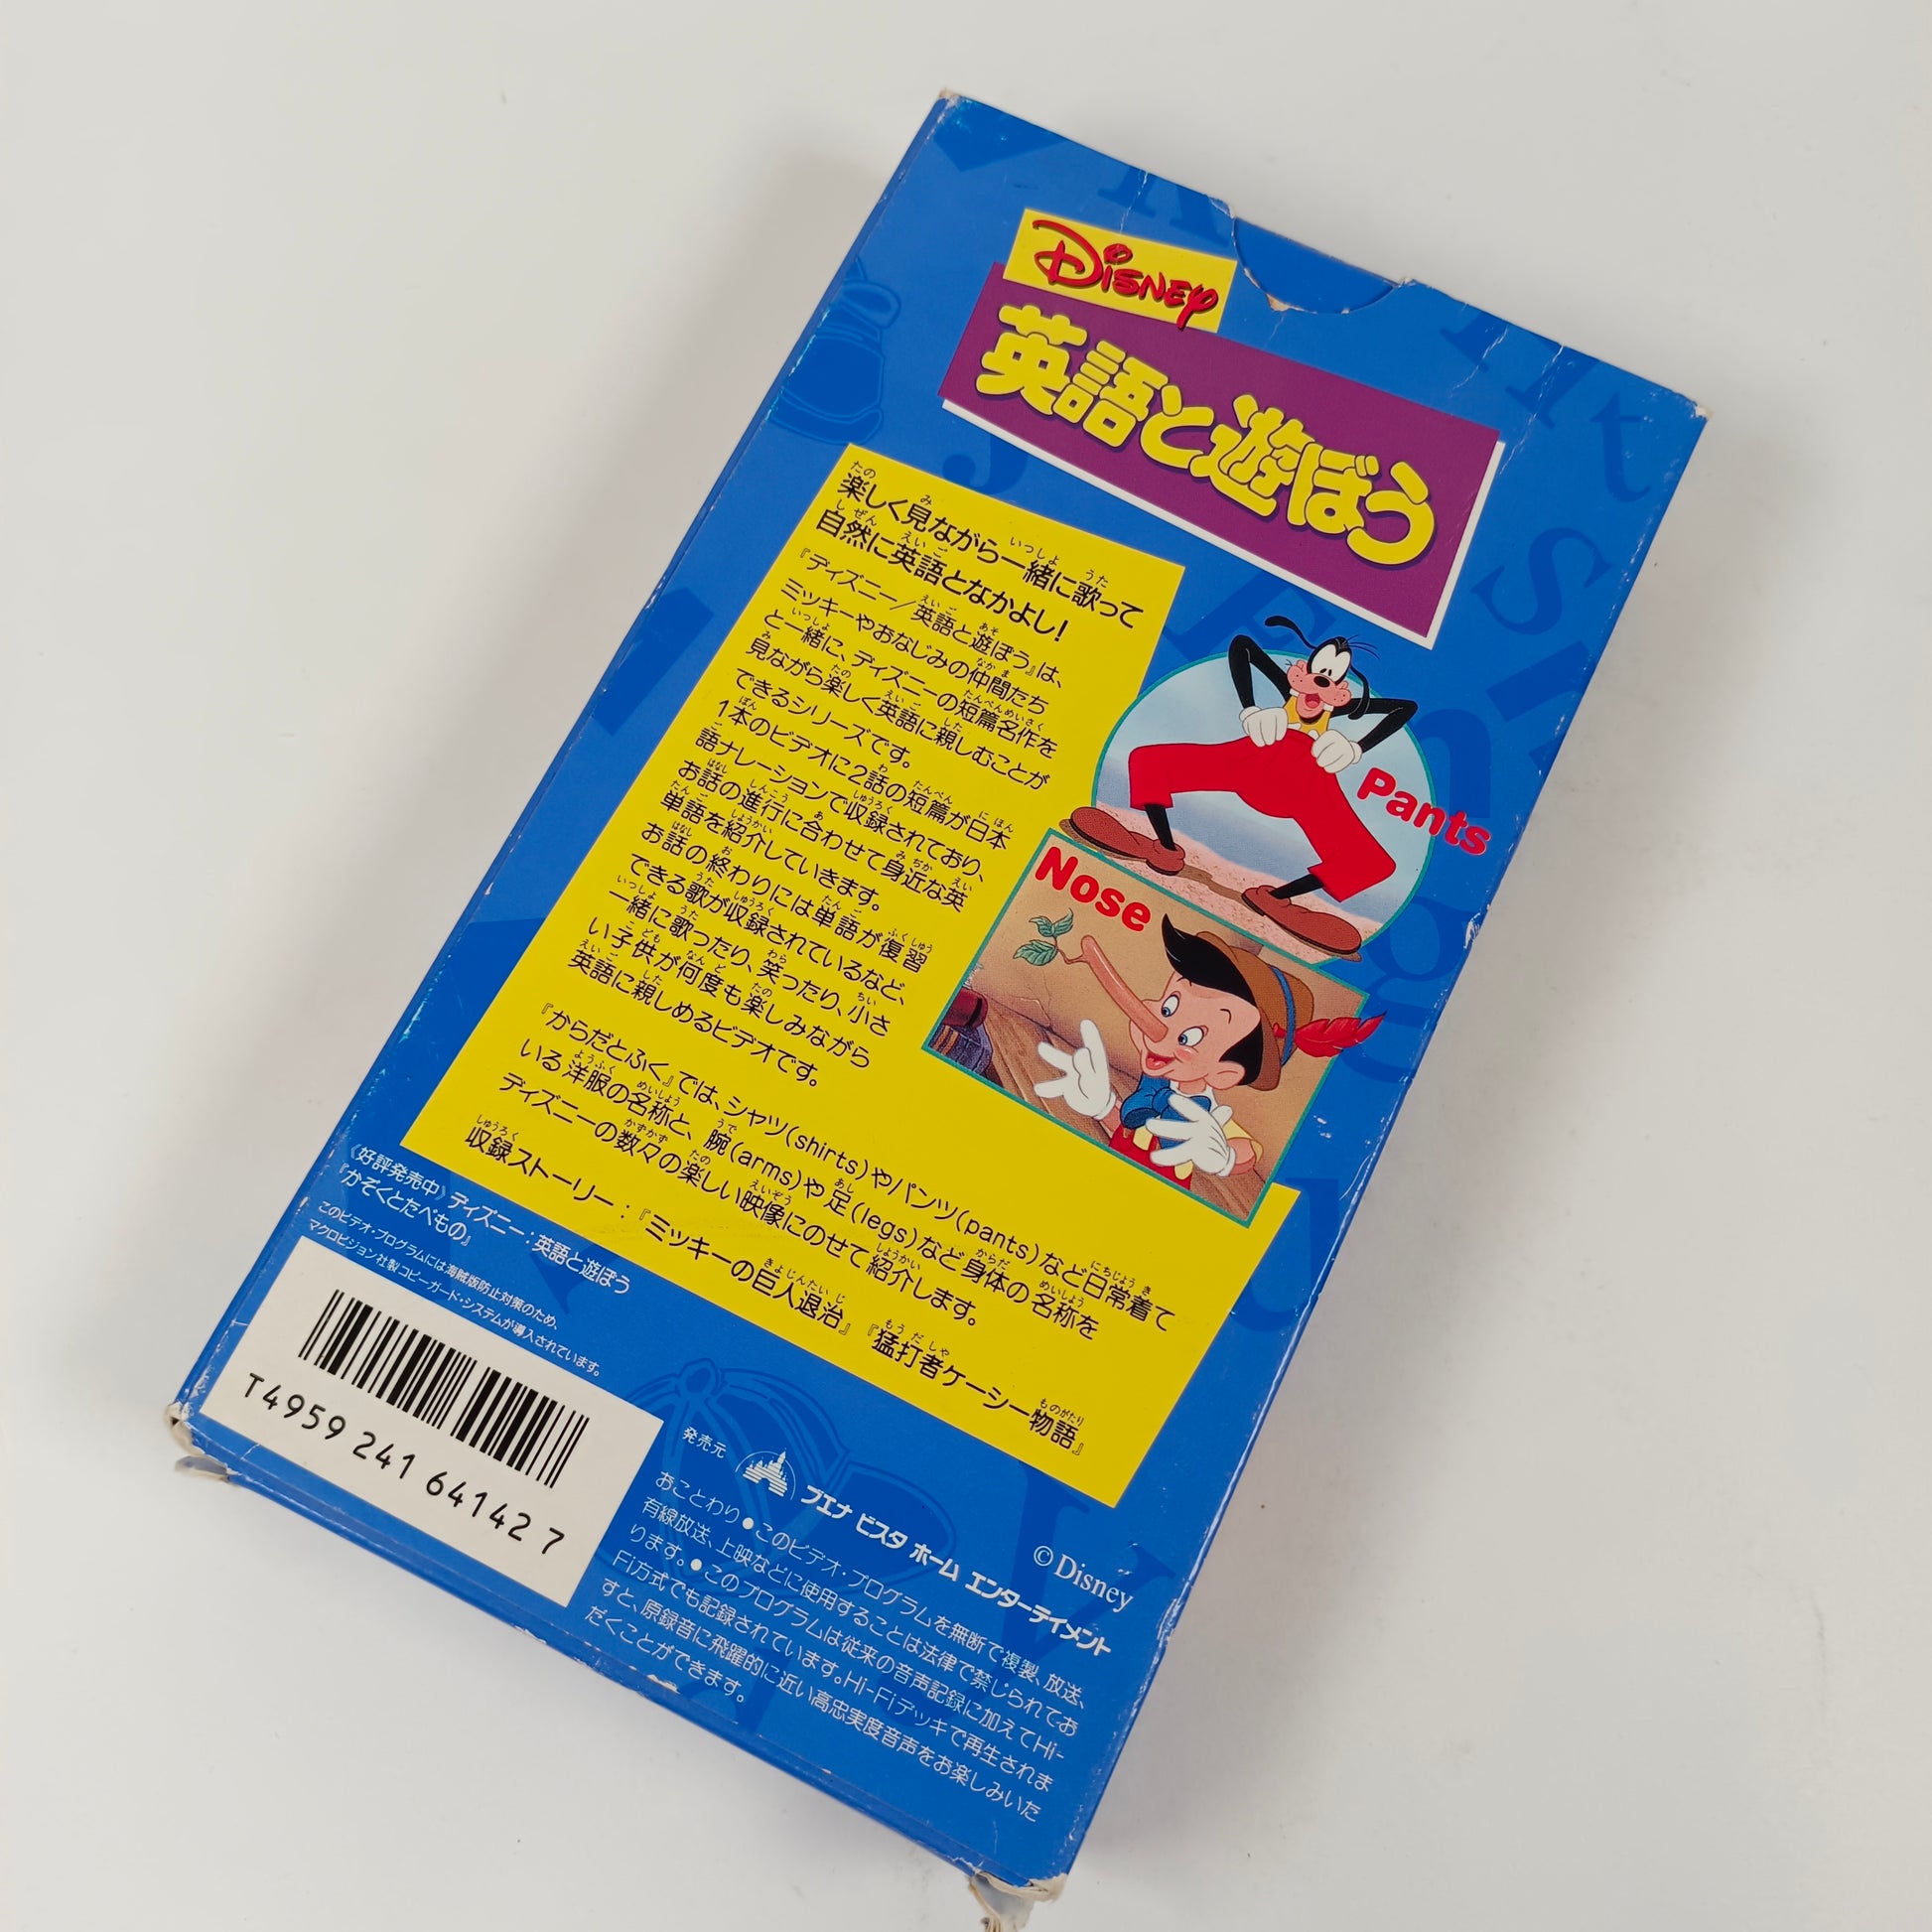 Disney
英語と遊ぼう
楽しく見ながら一緒に歌って
自然に英語となかよし!
『ディズニー/英語と遊ぼう』は、
ミッキーやおなじみの仲間たち
と一緒に、ディズニーの短篇名作を
見ながら楽しく英語に親しむことが
できるシリーズです。
1本のビデオに2話の短篇が日本
語ナレーションで収録されており、
お話の進行に合わせて身近な英
単語を紹介していきます。
お話の終わりには単語が復習
できる歌が収録されているなど、
一緒に歌ったり、笑ったり、小さ
い子供が何度も楽しみながら
英語に親しめるビデオです。
『からだとふく』では、シャツ(shirts)やパンツ(pants)など日常着て
いる洋服の名称と、腕(arms)や足(legs)など身体の名称を
ディズニーの数々の楽しい映像にのせて紹介します。
収録ストーリー:『ミッキーの巨人退治』『猛打者ケーシー物語』
Pants
Nose
《好評発売中》ディズニー:英語と遊ぼう
『かぞくとたべもの』
このビデオ・プログラムには海賊版防止対策のため、
マクロビジョン社製コピーガード・システムが導入されています。
T4959 241 64142 7
発売元
ブエナ ビスタ ホーム エンターテイメント
© Disney
おことわり●このビデオ・プログラムを無断で複製、放送、
有線放送、上映などに使用することは法律で禁じられてお
ります。●このプログラムは従来の音声記録に加えてHi-
Fi方式でも記録されています。Hi-Fiデッキで再生されま
すと、原録音に飛躍的に近い高忠実度音声をお楽しみいた
だくことができます。